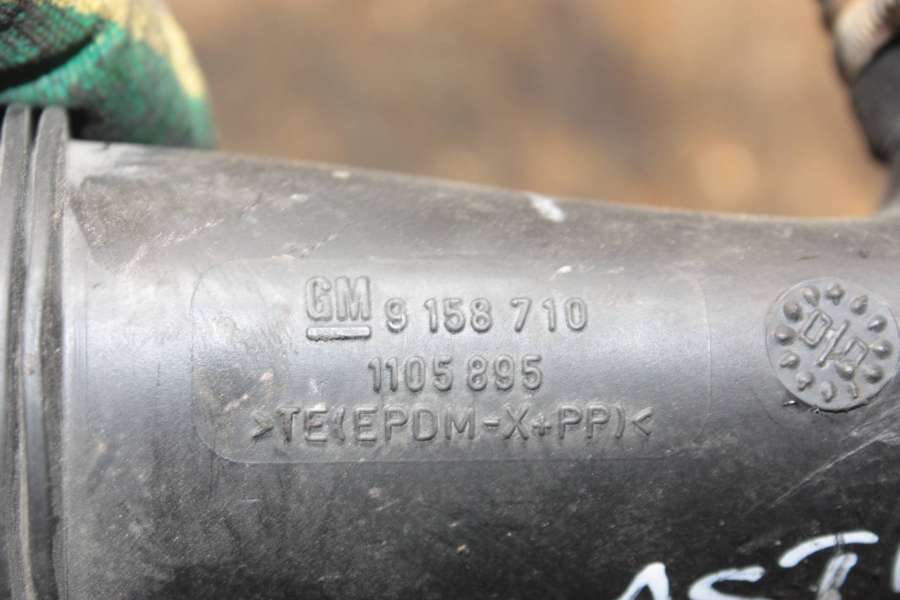 GM 9 158 710
1105 895
>TE(EPDM-X+PP)<